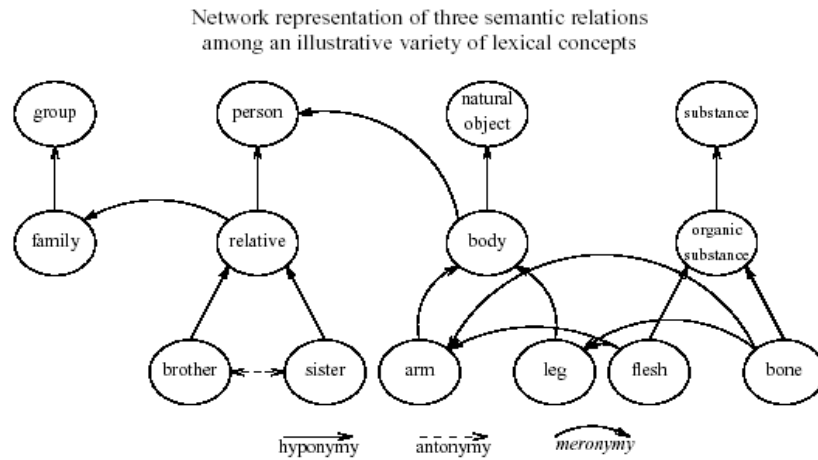 Network representation of three semantic relations
among an illustrative variety of lexical concepts
group
person
natural
object
substance
family
relative
body
organic
substance
brother
sister
arm
leg
flesh
bone
hyponymy
antonymy
meronymy